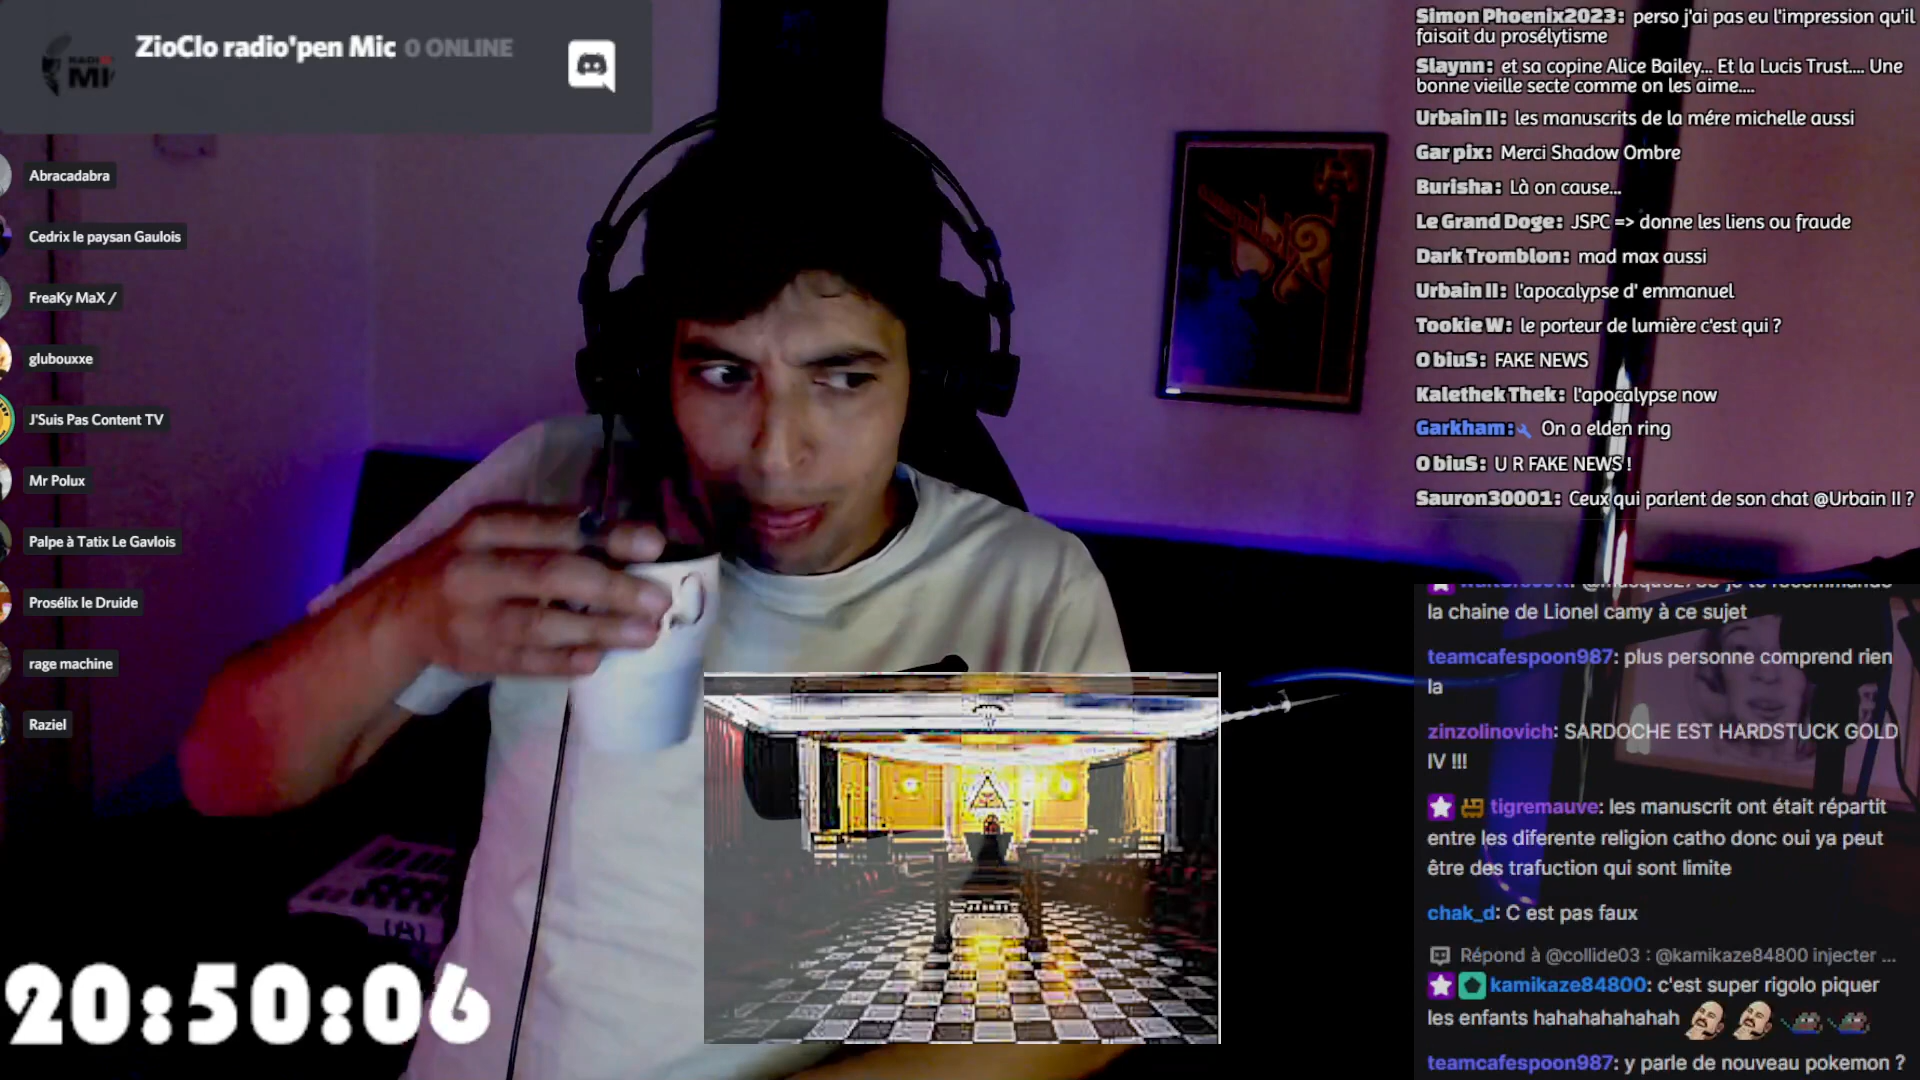 ZioClo radio'pen Mic 0 ONLINE
Abracadabra
Cedrix le paysan Gaulois
FreaKy MaX /
glubouxxe
J'Suis Pas Content TV
Mr Polux
Palpe à Tatix Le Gavlois
Prosélix le Druide
rage machine
Raziel
20:50:06
Simon Phoenix2023: perso j'ai pas eu l'impression qu'il
faisait du prosélytisme
Slaynn: et sa copine Alice Bailey... Et la Lucis Trust.... Une
bonne vieille secte comme on les aime....
Urbain II: les manuscrits de la mére michelle aussi
Gar pix: Merci Shadow Ombre
Burisha: Là on cause...
Le Grand Doge: JSPC => donne les liens ou fraude
Dark Tromblon: mad max aussi
Urbain II: l'apocalypse d' emmanuel
Tookie W: le porteur de lumière c'est qui ?
O biuS: FAKE NEWS
Kalethek Thek: l'apocalypse now
Garkham: On a elden ring
O biuS: U R FAKE NEWS !
Sauron30001: Ceux qui parlent de son chat @Urbain II ?
la chaine de Lionel camy à ce sujet
teamcafespoon987: plus personne comprend rien
la
zinzolinovich: SARDOCHE EST HARDSTUCK GOLD
IV !!!
tigremauve: les manuscrit ont était répartit
entre les diferente religion catho donc oui ya peut
être des trafuction qui sont limite
chak_d: C est pas faux
Répond à @collide03 : @kamikaze84800 injecter ...
kamikaze84800: c'est super rigolo piquer
les enfants hahahahahahah
teamcafespoon987: y parle de nouveau pokemon ?